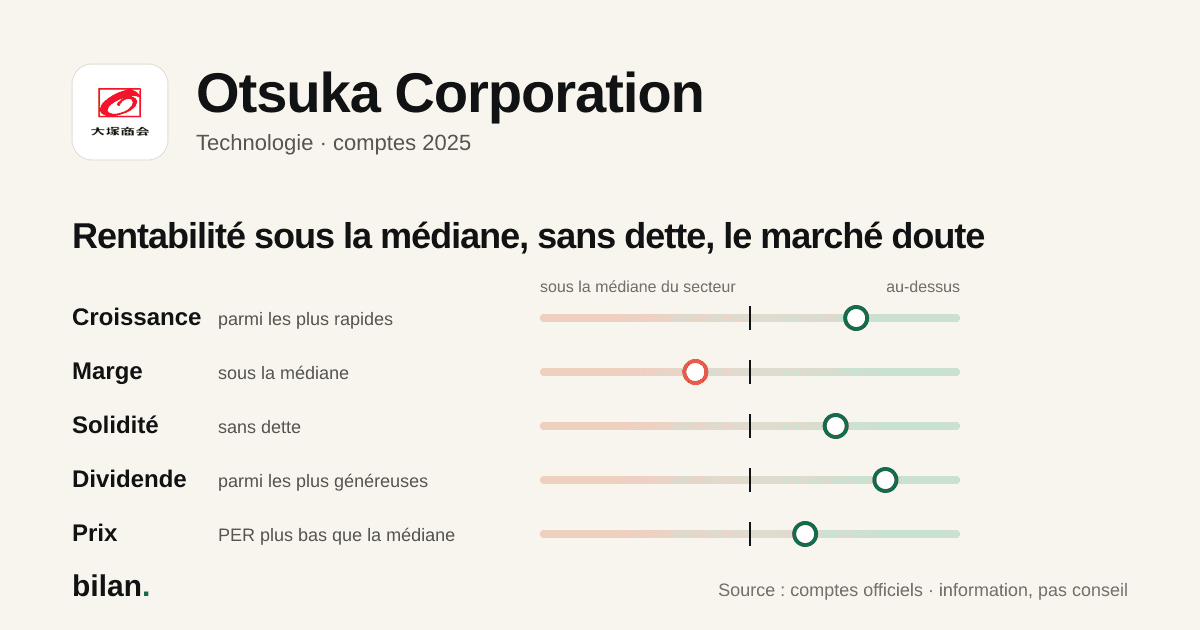 大塚商会
Otsuka Corporation
Technologie · comptes 2025
Rentabilité sous la médiane, sans dette, le marché doute
sous la médiane du secteur au-dessus
Croissance parmi les plus rapides
Marge sous la médiane
Solidité sans dette
Dividende parmi les plus généreuses
Prix PER plus bas que la médiane
bilan.
Source : comptes officiels · information, pas conseil